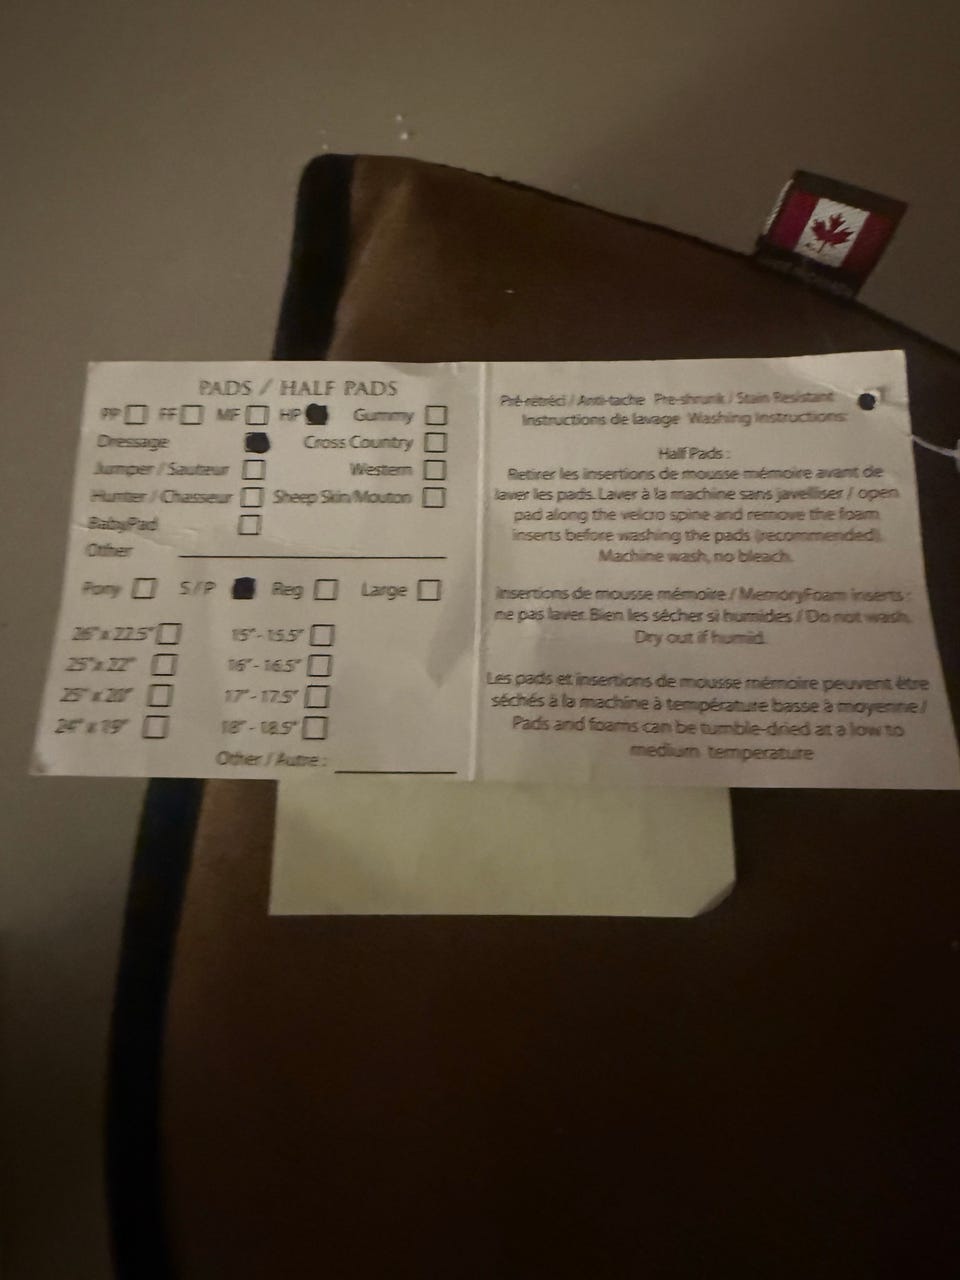 PADS / HALF PADS
PP FF MF HP Gummy
Dressage Cross Country
Jumper / Sauteur Western
Hunter / Chasseur Sheep Skin/Mouton
BabyPad
Other
Pony S/P Reg Large
26" x 22.5" 15" - 15.5"
25" x 22" 16" - 16.5"
25" x 20" 17" - 17.5"
24" x 19" 18" - 18.5"
Other / Autre :
Pré-rétréci / Anti-tache Pre-shrunk / Stain Resistant
Instructions de lavage Washing Instructions:
Half Pads :
Retirer les insertions de mousse mémoire avant de
laver les pads. Laver à la machine sans javelliser / open
pad along the velcro spine and remove the foam
inserts before washing the pads (recommended).
Machine wash, no bleach.
Insertions de mousse mémoire / MemoryFoam inserts :
ne pas laver. Bien les sécher si humides / Do not wash.
Dry out if humid.
Les pads et insertions de mousse mémoire peuvent être
séchés à la machine à température basse à moyenne /
Pads and foams can be tumble-dried at a low to
medium temperature